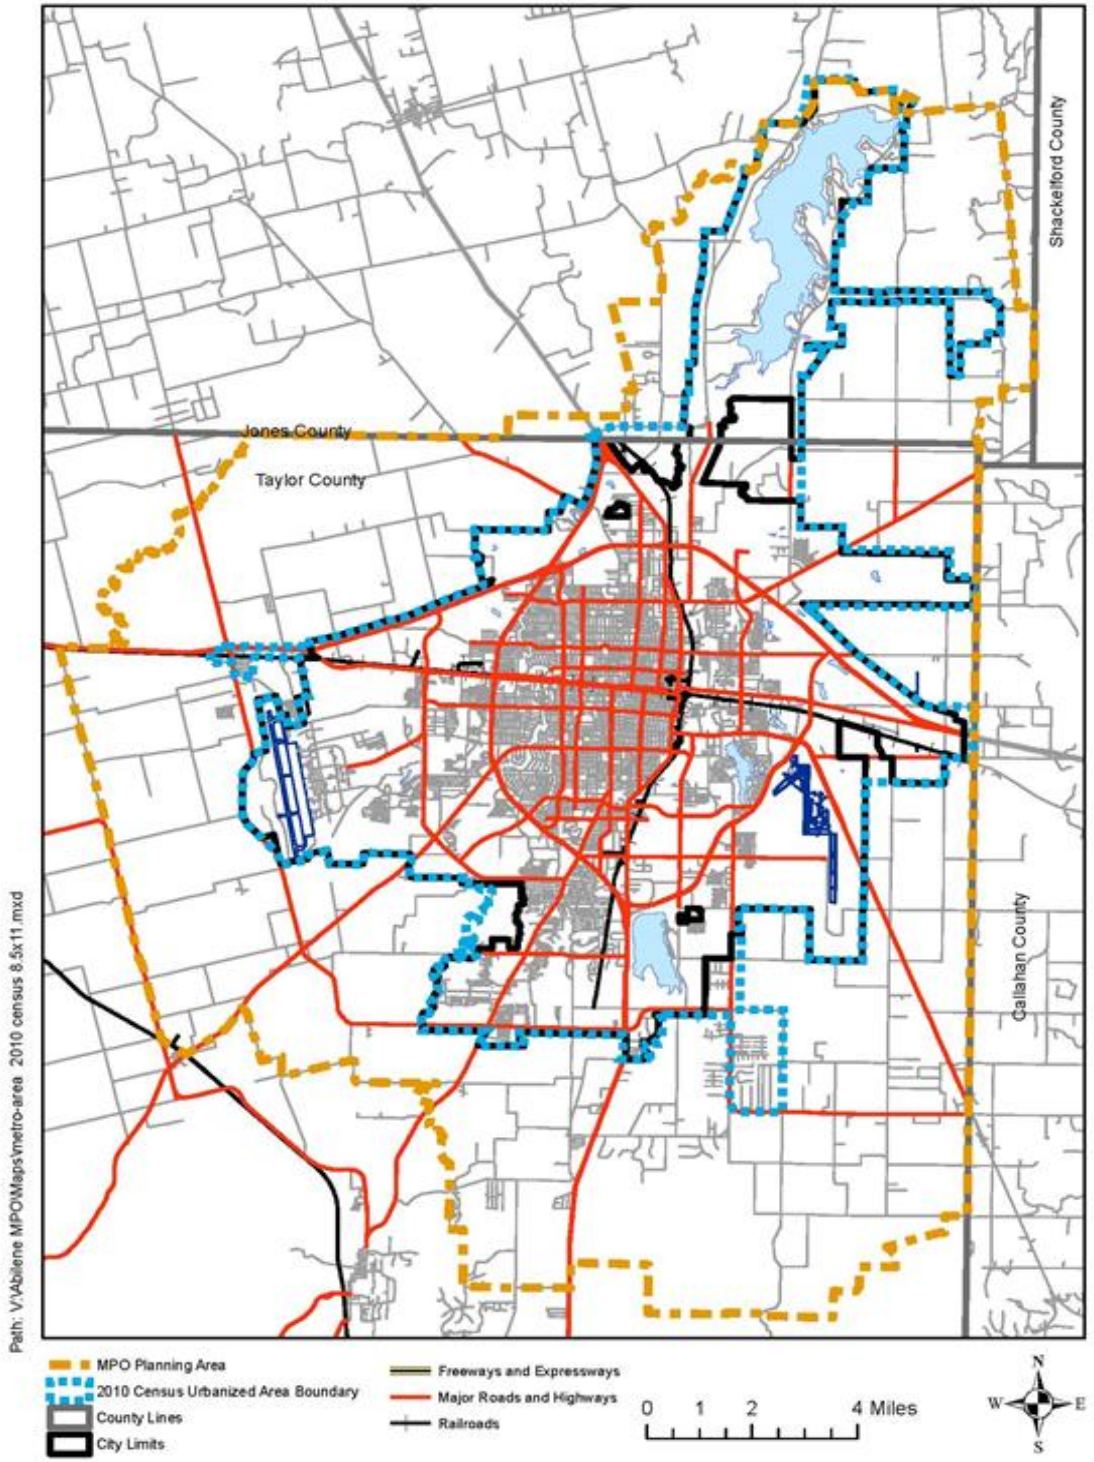 Shackelford County
Jones County
Taylor County
Callahan County
Path: V:\Abilene MPO\Maps\metro-area 2010 census 8.5x11.mxd
MPO Planning Area
2010 Census Urbanized Area Boundary
County Lines
City Limits
Freeways and Expressways
Major Roads and Highways
Railroads
0 1 2 4 Miles
N
W E
S